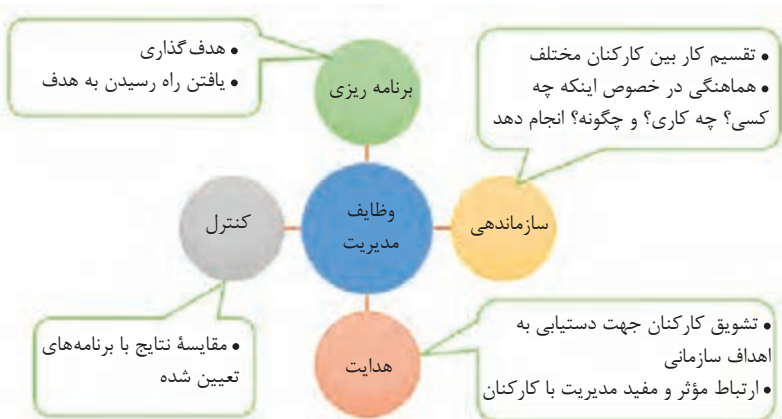 • هدف‌گذاری
• یافتن راه رسیدن به هدف
برنامه ریزی
• تقسیم کار بین کارکنان مختلف
• هماهنگی در خصوص اینکه چه
کسی؟ چه کاری؟ و چگونه؟ انجام دهد
سازماندهی
وظایف
مدیریت
کنترل
• مقایسهٔ نتایج با برنامه‌های
تعیین شده
هدایت
• تشویق کارکنان جهت دستیابی به
اهداف سازمانی
• ارتباط مؤثر و مفید مدیریت با کارکنان